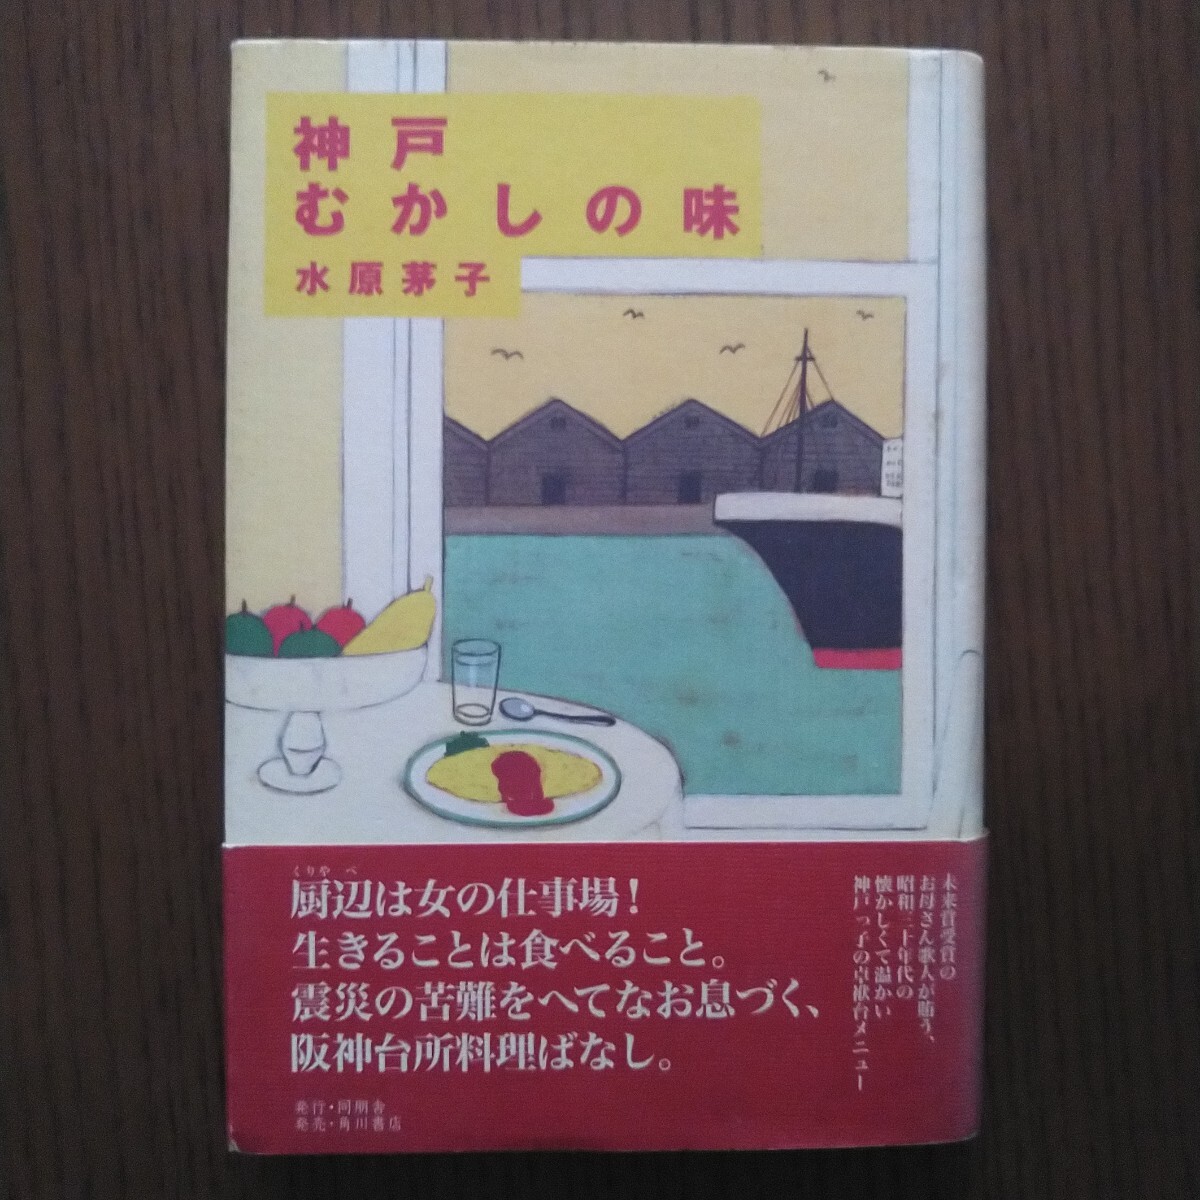 神戸
むかしの味
水原茅子
くりや べ
厨辺は女の仕事場!
生きることは食べること。
震災の苦難をへてなお息づく、
阪神台所料理ばなし。
未来賞受賞の
お母さん歌人が賄う、
昭和三十年代の
懐かしくて温かい
神戸っ子の卓袱台メニュー
発行・同朋舎
発売・角川書店